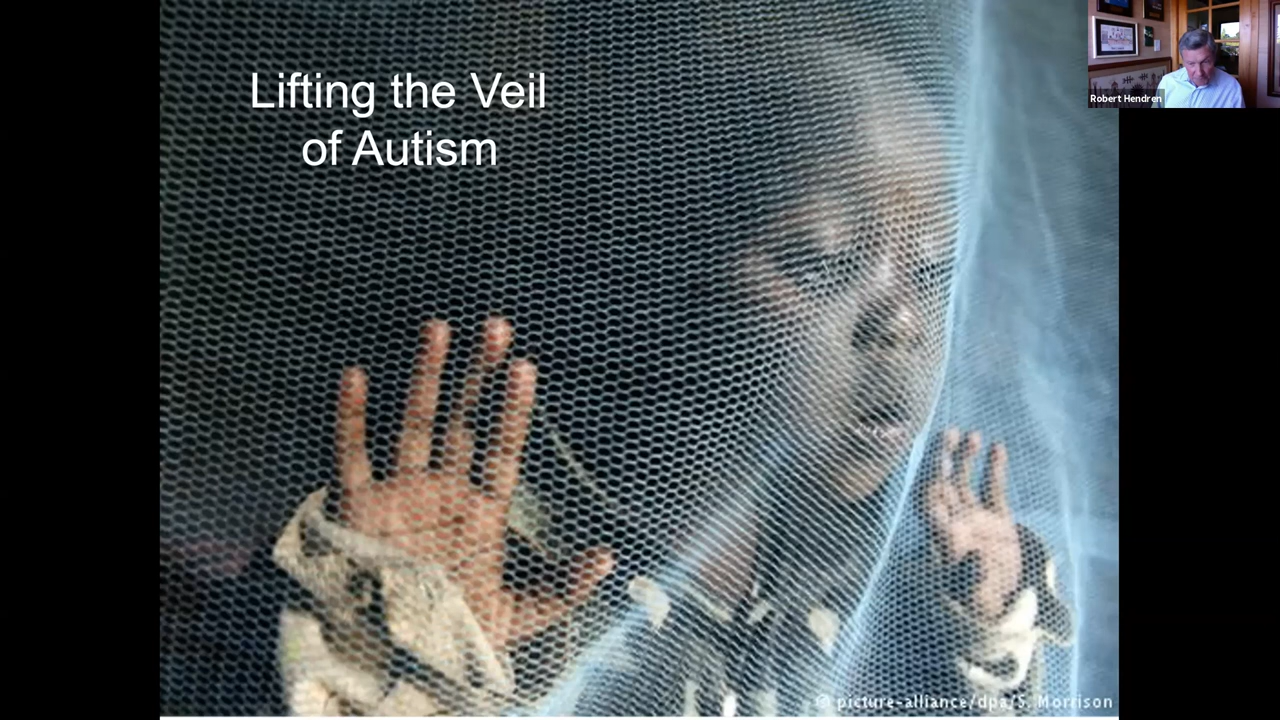 Lifting the Veil
of Autism
Robert Hendren
© picture-alliance/dpa/S. Morrison